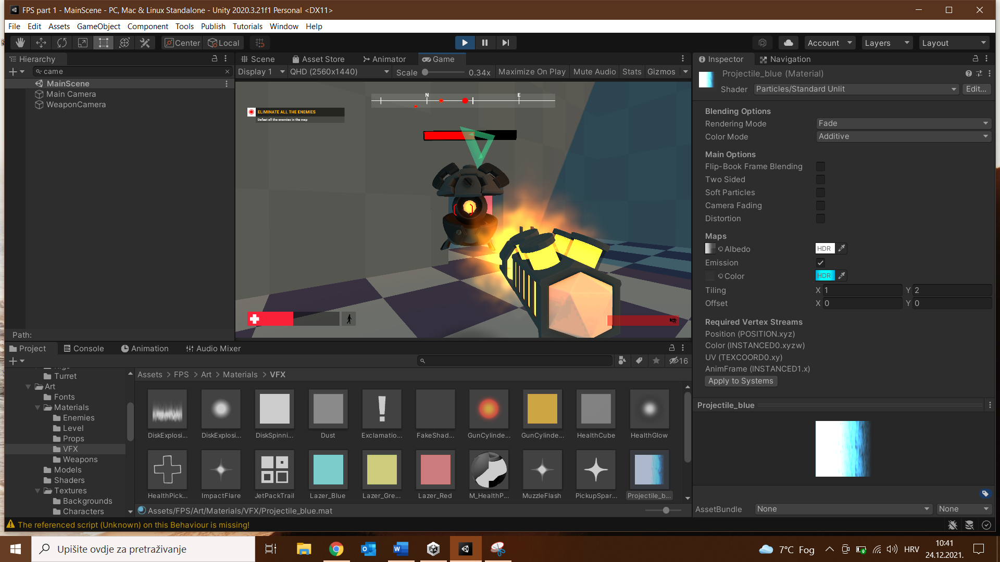 FPS part 1 - MainScene - PC, Mac & Linux Standalone - Unity 2020.3.21f1 Personal <DX11>
File Edit Assets GameObject Component Tools Publish Tutorials Window Help
Center Local Account Layers Layout
Hierarchy
came
MainScene
Main Camera
WeaponCamera
Path:
Scene Asset Store Animator Game
Display 1 QHD (2560x1440) Scale 0.34x Maximize On Play Mute Audio Stats Gizmos
N E
ELIMINATE ALL THE ENEMIES
Defeat all the enemies in the map
Inspector Navigation
Projectile_blue (Material)
Shader Particles/Standard Unlit Edit...
Blending Options
Rendering Mode Fade
Color Mode Additive
Main Options
Flip-Book Frame Blending
Two Sided
Soft Particles
Camera Fading
Distortion
Maps
Albedo HDR
Emission
Color HDR
Tiling X 1 Y 2
Offset X 0 Y 0
Required Vertex Streams
Position (POSITION.xyz)
Color (INSTANCED0.xyzw)
UV (TEXCOORD0.xy)
AnimFrame (INSTANCED1.x)
Apply to Systems
Projectile_blue
AssetBundle None None
Project Console Animation Audio Mixer
16
Turret
Art
Fonts
Materials
Enemies
Level
Props
VFX
Weapons
Models
Shaders
Textures
Backgrounds
Characters
Assets > FPS > Art > Materials > VFX
DiskExplosi... DiskExplosi... DiskSpinni... Dust Exclamatio... FakeShad... GunCylinde... GunCylinde... HealthCube HealthGlow
HealthPick... ImpactFlare JetPackTrail Lazer_Blue Lazer_Gre... Lazer_Red M_HealthP... MuzzleFlash PickupSpar... Projectile_b...
Assets/FPS/Art/Materials/VFX/Projectile_blue.mat
The referenced script (Unknown) on this Behaviour is missing!
Upišite ovdje za pretraživanje
7°C Fog HRV
10:41
24.12.2021.